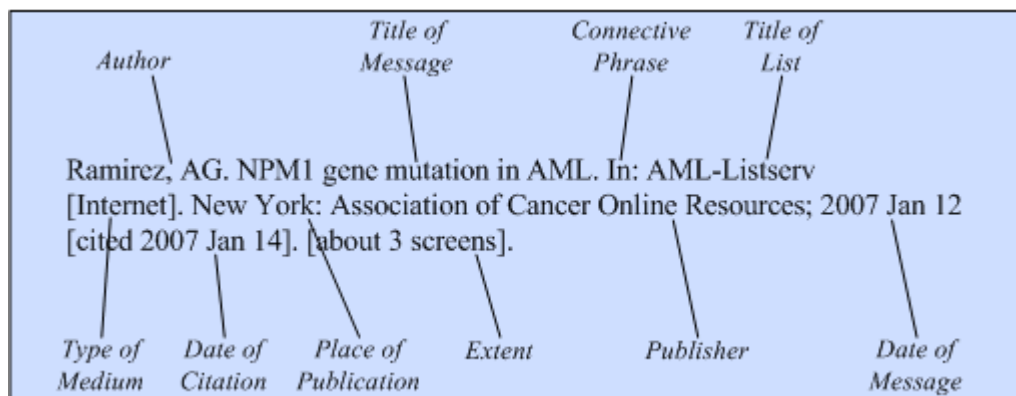 Title of Connective Title of
Author Message Phrase List
Ramirez, AG. NPM1 gene mutation in AML. In: AML-Listserv
[Internet]. New York: Association of Cancer Online Resources; 2007 Jan 12
[cited 2007 Jan 14]. [about 3 screens].
Type of Date of Place of Extent Publisher Date of
Medium Citation Publication Message